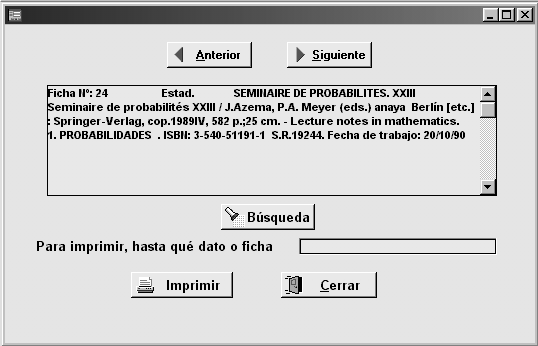 Anterior Siguiente
Ficha Nº: 24 Estad. SEMINAIRE DE PROBABILITES. XXIII
Seminaire de probabilités XXIII / J.Azema, P.A. Meyer (eds.) anaya Berlín [etc.]
: Springer-Verlag, cop.1989IV, 582 p.;25 cm. - Lecture notes in mathematics.
1. PROBABILIDADES . ISBN: 3-540-51191-1 S.R.19244. Fecha de trabajo: 20/10/90
Búsqueda
Para imprimir, hasta qué dato o ficha
Imprimir Cerrar